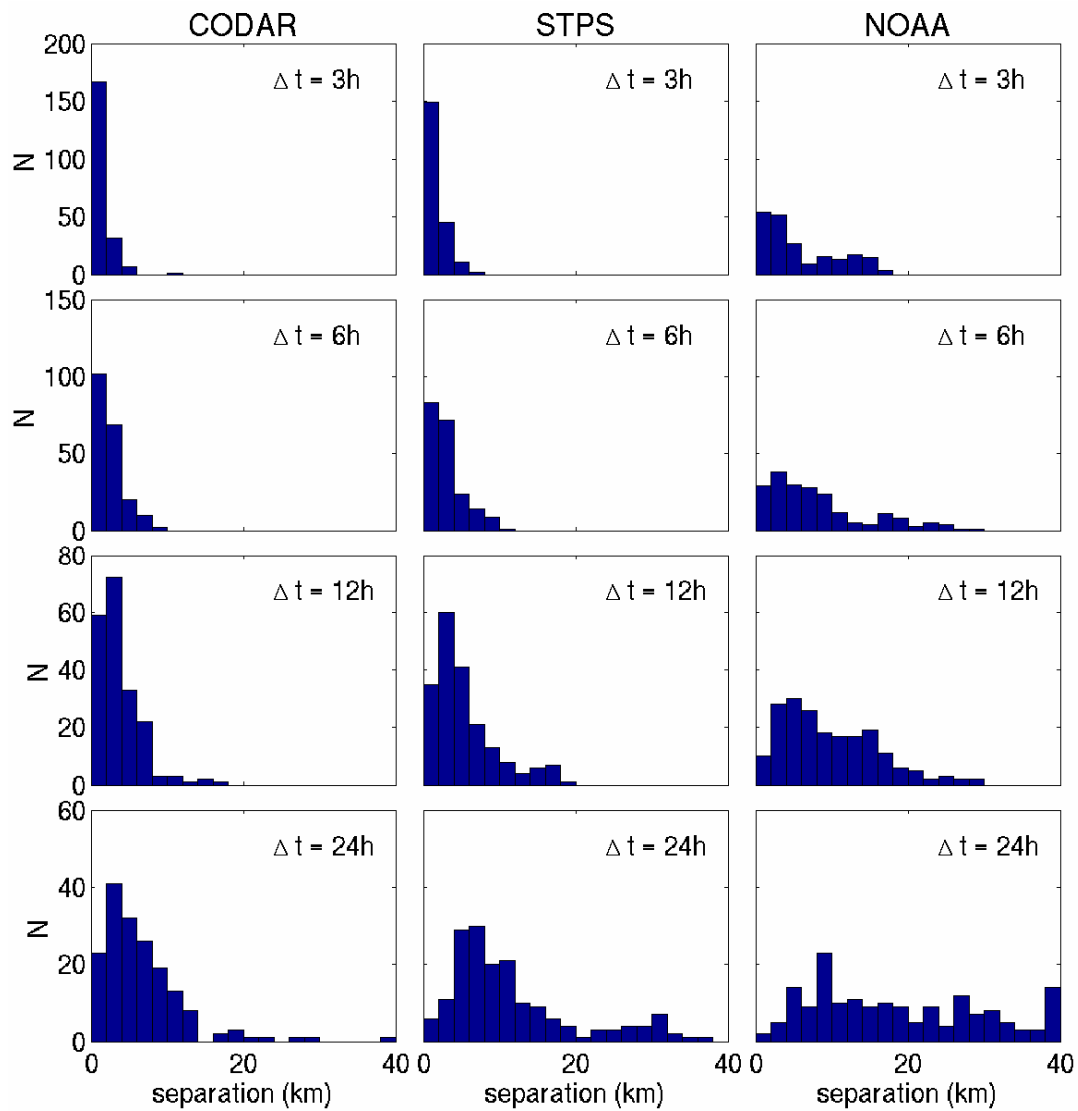 CODAR STPS NOAA
200 Δ t = 3h Δ t = 3h Δ t = 3h
150
N
100
50
0
150 Δ t = 6h Δ t = 6h Δ t = 6h
100
N
50
0
80 Δ t = 12h Δ t = 12h Δ t = 12h
60
40
N
20
0
60 Δ t = 24h Δ t = 24h Δ t = 24h
40
N
20
0
0 20 40 0 20 40 0 20 40
separation (km) separation (km) separation (km)